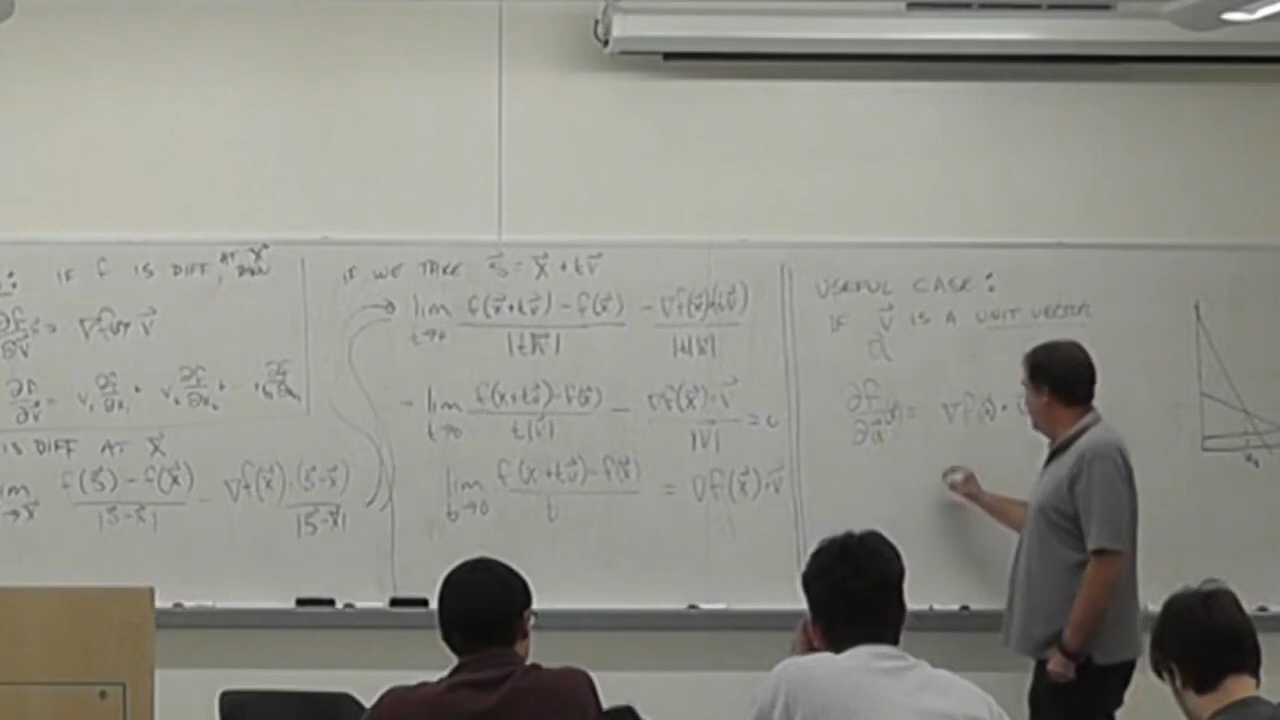 IF f IS DIFF, AT x⃗, THEN
∂f/∂v⃗ = ∇f(x) · v⃗
∂f/∂v⃗ = v₁ ∂f/∂x₁ + v₂ ∂f/∂x₂ + ⋯ +
IS DIFF AT x⃗
f(s⃗) − f(x⃗) / |s⃗−x⃗| − ∇f(x⃗)·(s⃗−x⃗) / |s⃗−x⃗|
IF WE TAKE s⃗ = x⃗ + tv⃗
lim t→0 f(x⃗+tv⃗) − f(x⃗) / |t||v⃗| − ∇f(x⃗)·(tv⃗) / |t||v⃗|
lim t→0 f(x+tv⃗) − f(x⃗) / t|v⃗| − ∇f(x⃗)·v⃗ / |v⃗| = 0
lim t→0 f(x+tv⃗) − f(x⃗) / t = ∇f(x⃗)·v⃗
USEFUL CASE:
IF v⃗ IS A UNIT VECTOR
u⃗
∂f/∂u⃗ (x) = ∇f(x⃗) ·